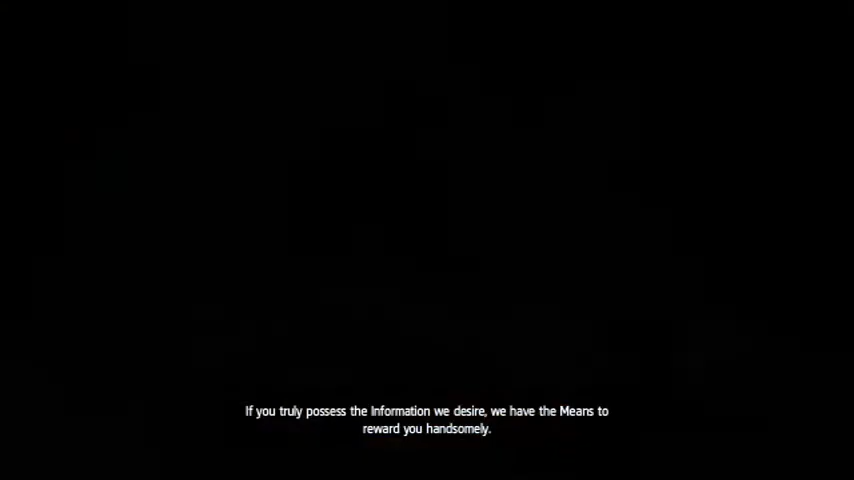 If you truly possess the Information we desire, we have the Means to
reward you handsomely.